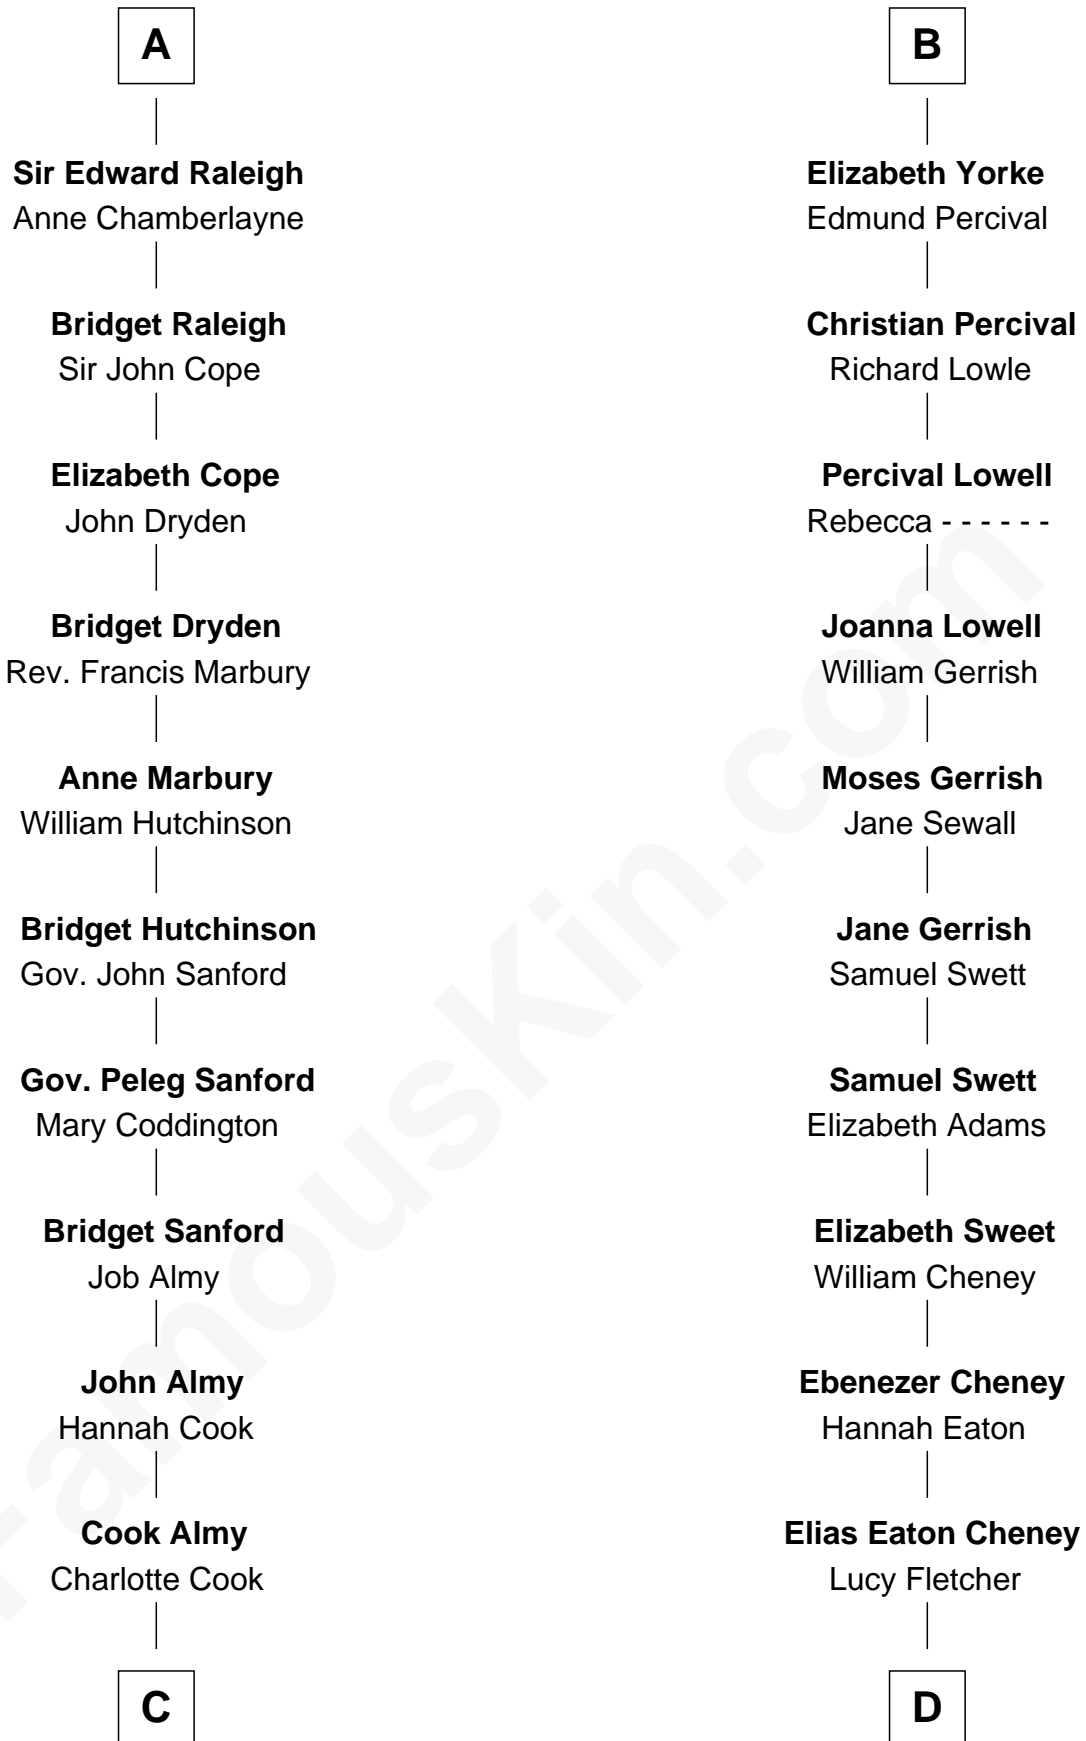 A
Sir Edward Raleigh
Anne Chamberlayne
Bridget Raleigh
Sir John Cope
Elizabeth Cope
John Dryden
Bridget Dryden
Rev. Francis Marbury
Anne Marbury
William Hutchinson
Bridget Hutchinson
Gov. John Sanford
Gov. Peleg Sanford
Mary Coddington
Bridget Sanford
Job Almy
John Almy
Hannah Cook
Cook Almy
Charlotte Cook
C
B
Elizabeth Yorke
Edmund Percival
Christian Percival
Richard Lowle
Percival Lowell
Rebecca - - - - - -
Joanna Lowell
William Gerrish
Moses Gerrish
Jane Sewall
Jane Gerrish
Samuel Swett
Samuel Swett
Elizabeth Adams
Elizabeth Sweet
William Cheney
Ebenezer Cheney
Hannah Eaton
Elias Eaton Cheney
Lucy Fletcher
D
FamousKin.com